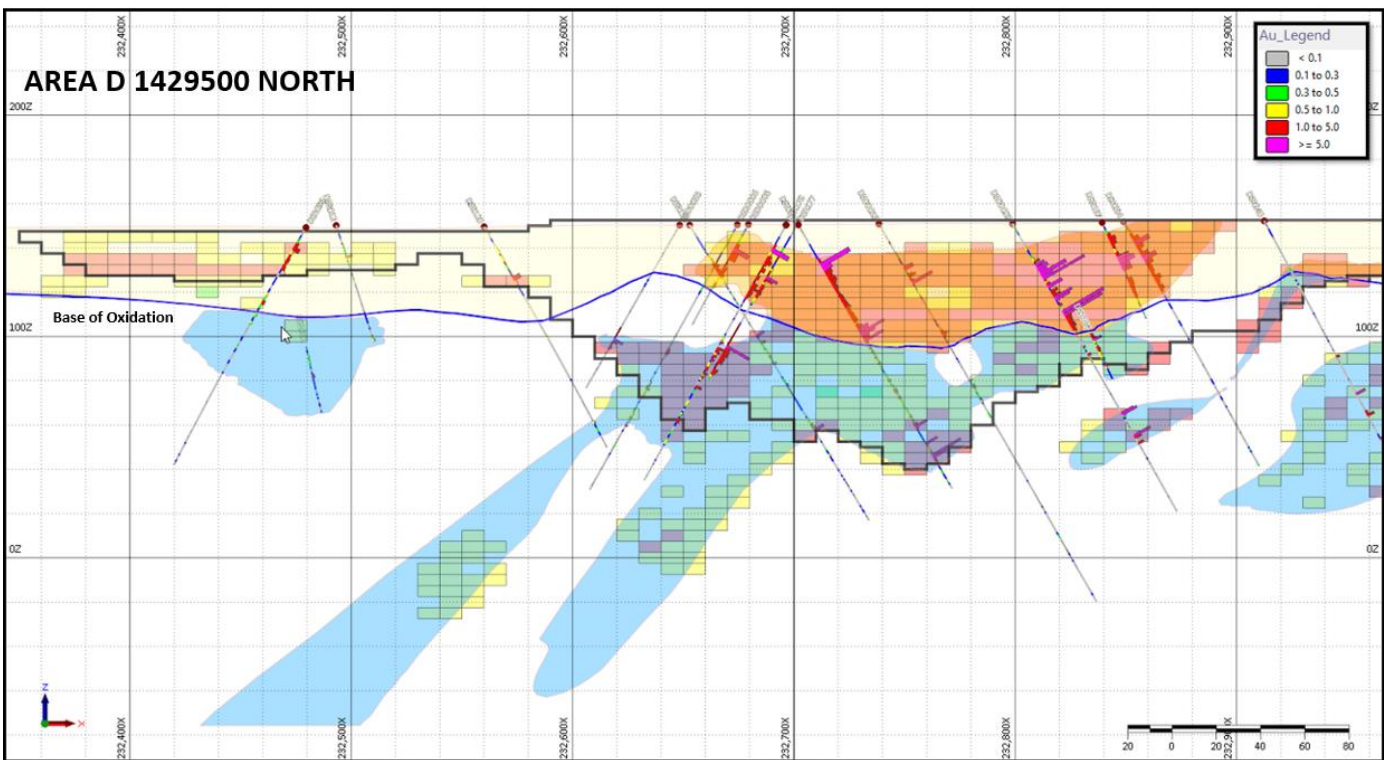 232,400X
232,500X
232,600X
232,700X
232,800X
232,900X
Au_Legend
< 0.1
0.1 to 0.3
0.3 to 0.5
0.5 to 1.0
1.0 to 5.0
>= 5.0
AREA D 1429500 NORTH
200Z
Base of Oxidation
100Z
100Z
0Z
0Z
Z
X
232,400X
232,500X
232,600X
232,700X
232,800X
20 0 20 40 60 80